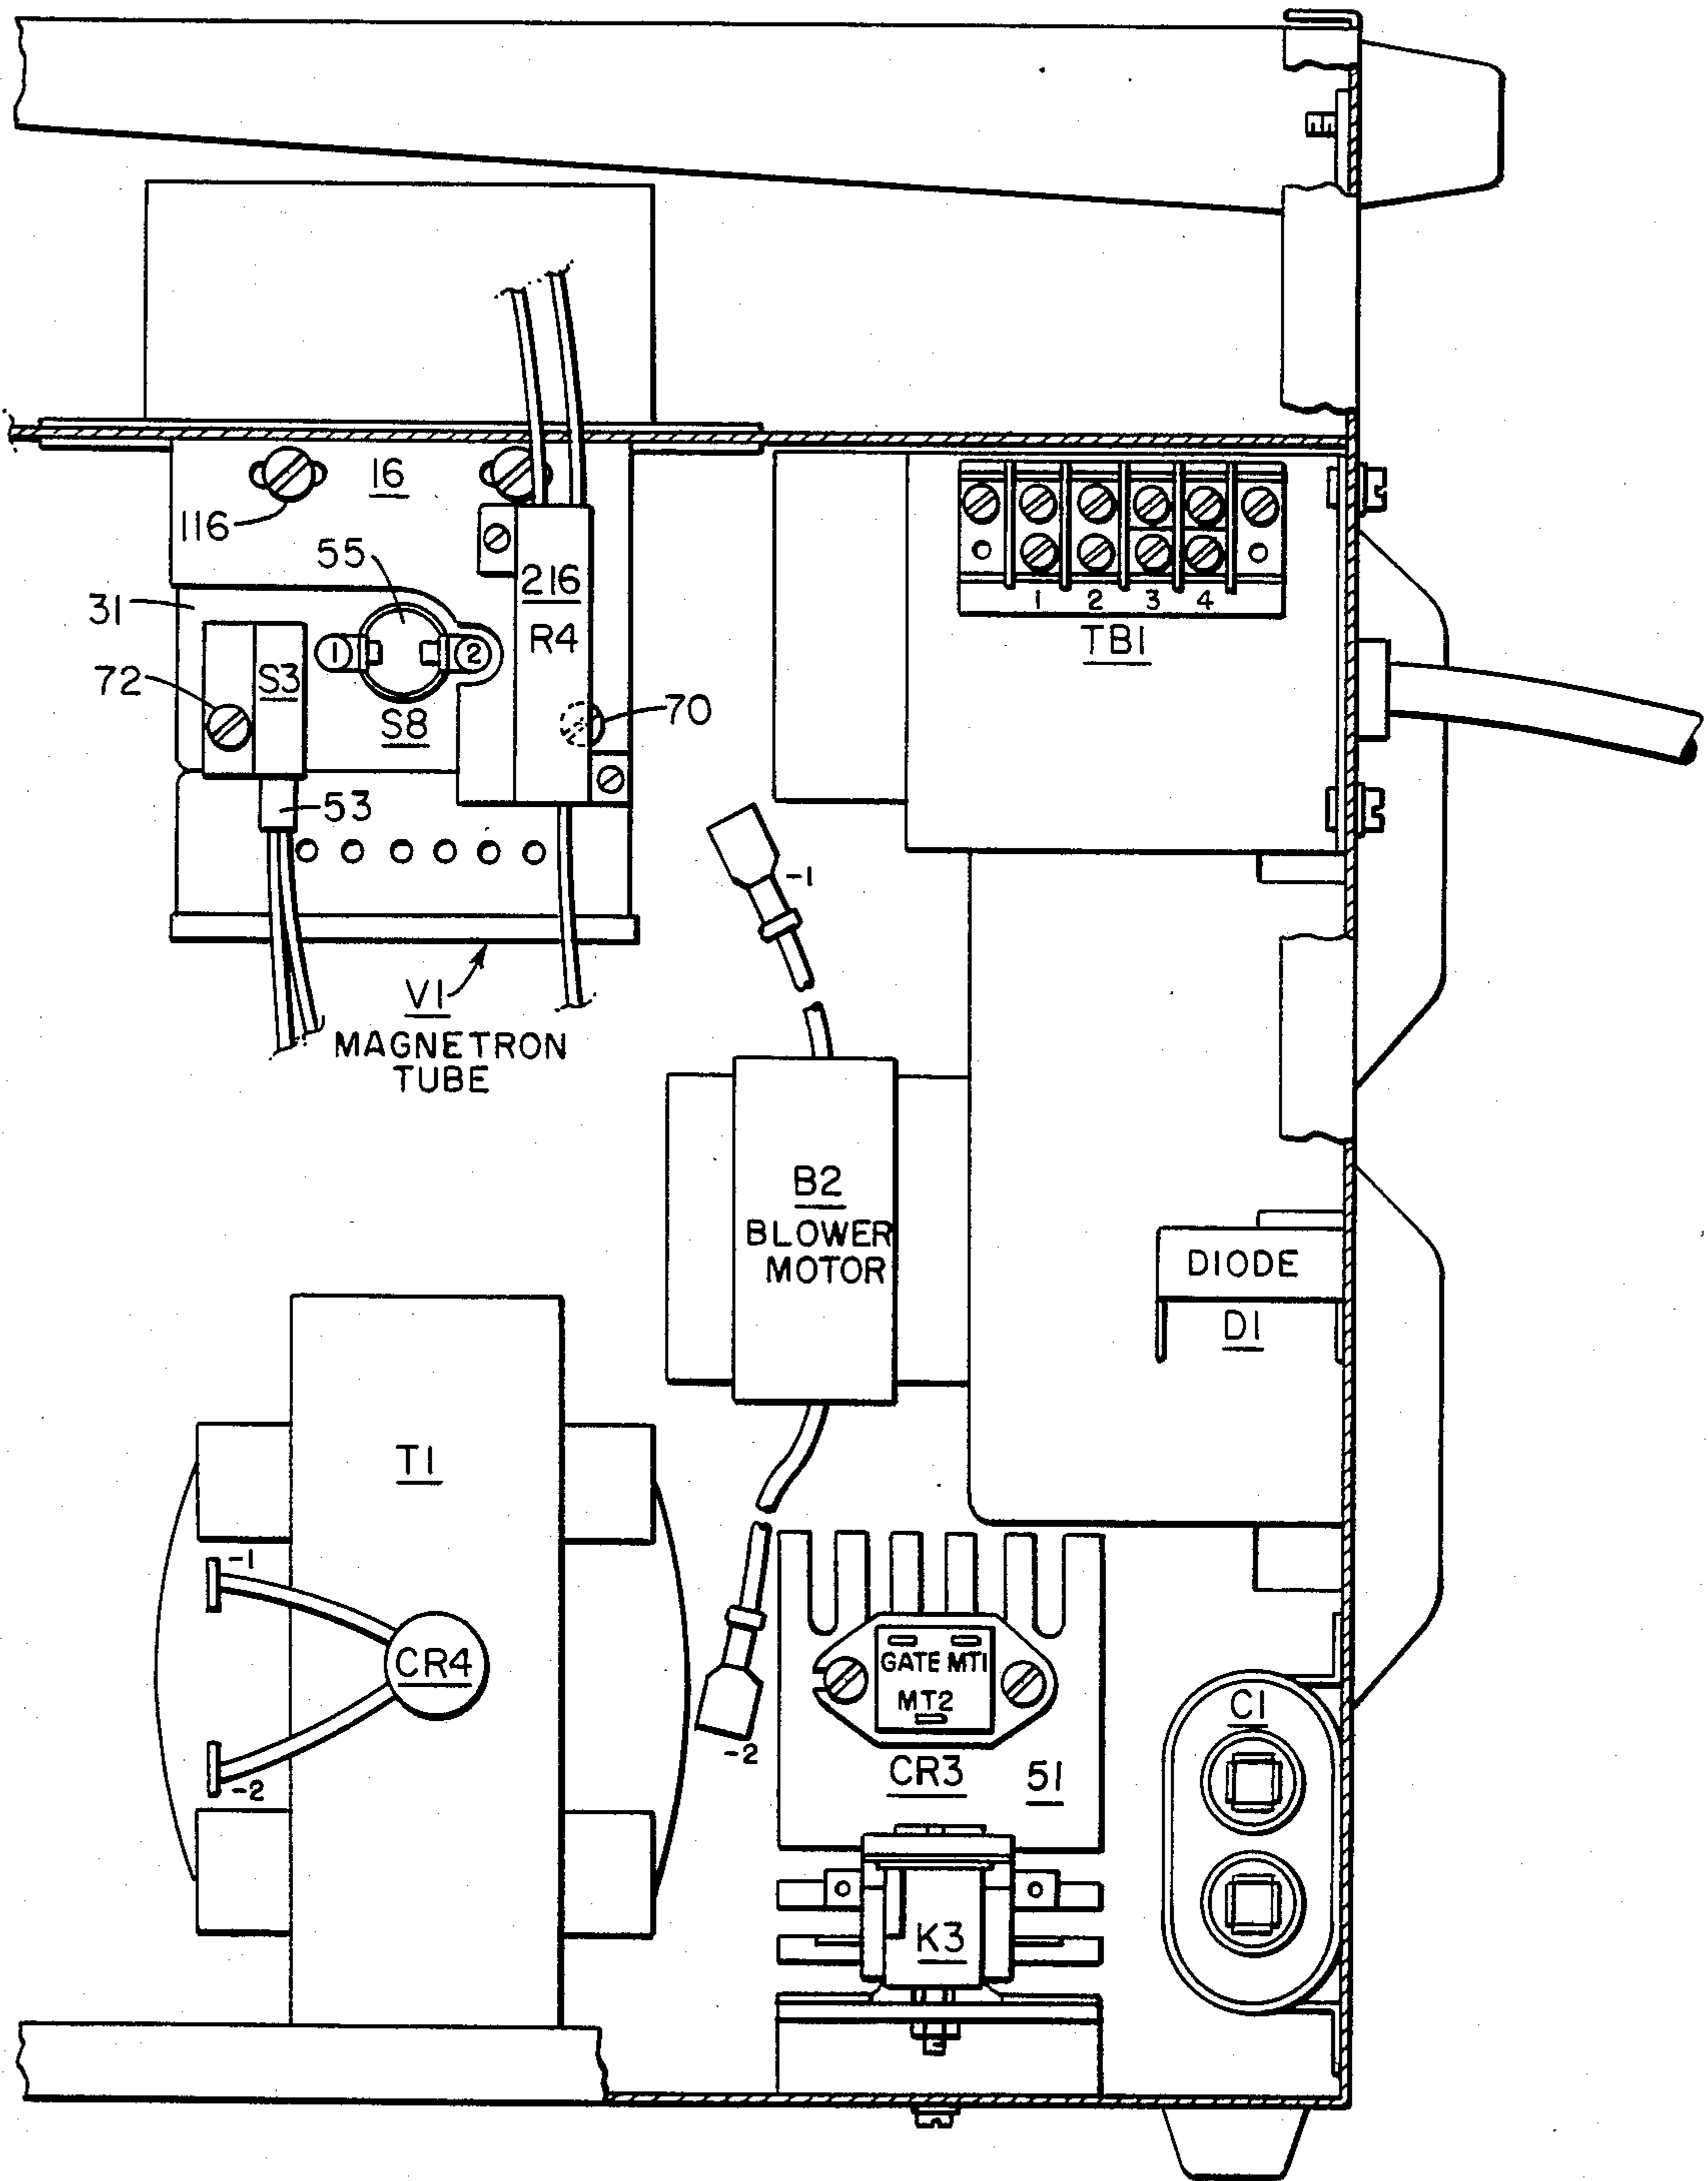 16
116
55
216
R4
31
1
2
S3
72
S8
70
53
V1
MAGNETRON
TUBE
1 2 3 4
TB1
-1
B2
BLOWER
MOTOR
DIODE
D1
T1
-1
CR4
-2
-2
GATE MT1
MT2
CR3
51
C1
K3